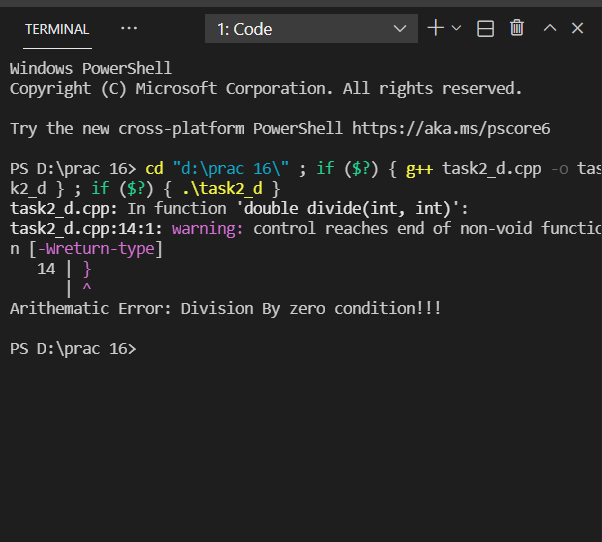 TERMINAL ... 1: Code
Windows PowerShell
Copyright (C) Microsoft Corporation. All rights reserved.
Try the new cross-platform PowerShell https://aka.ms/pscore6
PS D:\prac 16> cd "d:\prac 16\" ; if ($?) { g++ task2_d.cpp -o tas
k2_d } ; if ($?) { .\task2_d }
task2_d.cpp: In function 'double divide(int, int)':
task2_d.cpp:14:1: warning: control reaches end of non-void functio
n [-Wreturn-type]
14 | }
| ^
Arithematic Error: Division By zero condition!!!
PS D:\prac 16>